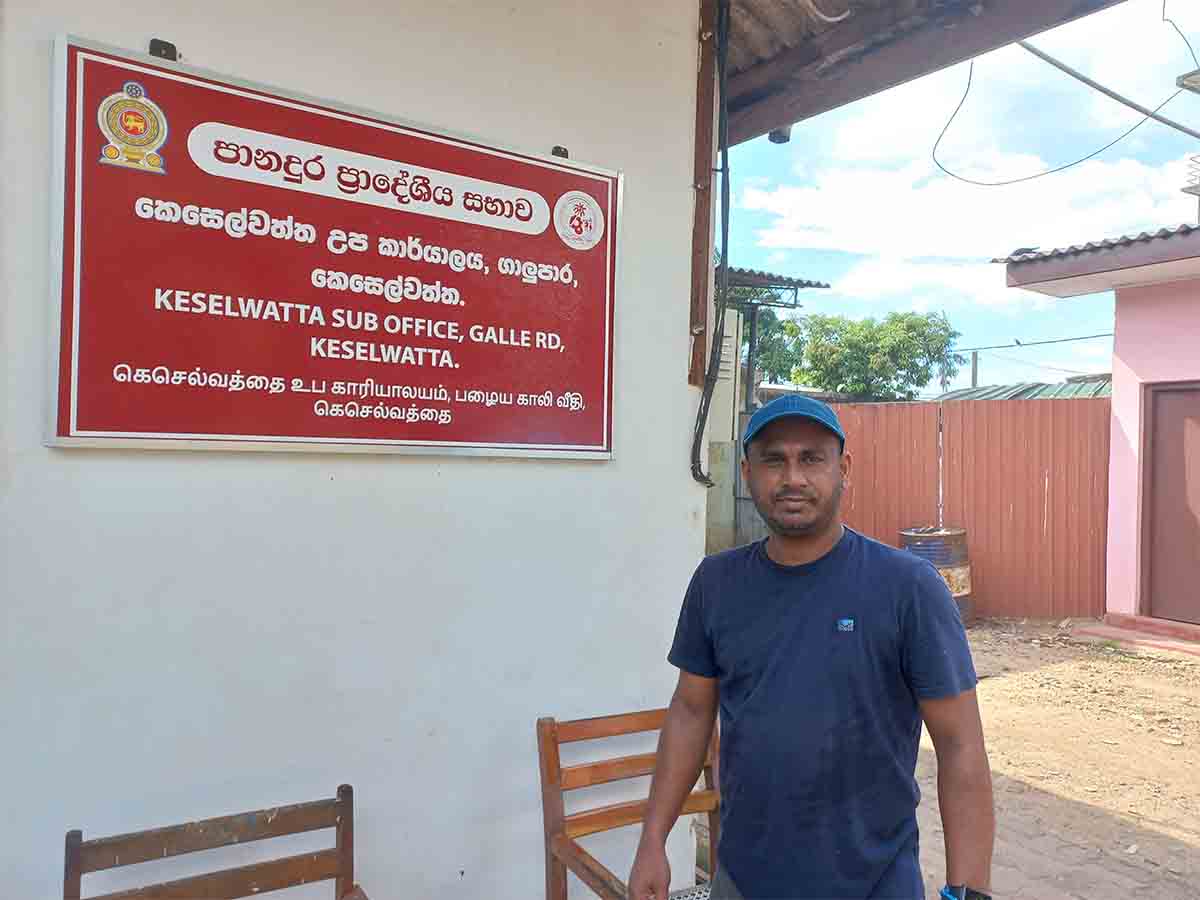 පානදුර ප්‍රාදේශීය සභාව
කෙසෙල්වත්ත උප කාර්යාලය, ගාලුපාර,
කෙසෙල්වත්ත.
KESELWATTA SUB OFFICE, GALLE RD,
KESELWATTA.
கெசெல்வத்தை உப காரியாலயம், பழைய காலி வீதி,
கெசெல்வத்தை